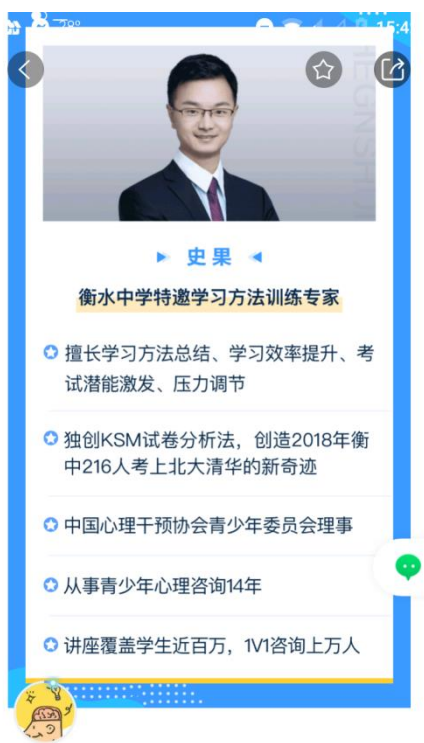 15:4
HEGNSHUI
史果
衡水中学特邀学习方法训练专家
擅长学习方法总结、学习效率提升、考
试潜能激发、压力调节
独创KSM试卷分析法，创造2018年衡
中216人考上北大清华的新奇迹
中国心理干预协会青少年委员会理事
从事青少年心理咨询14年
讲座覆盖学生近百万，1V1咨询上万人